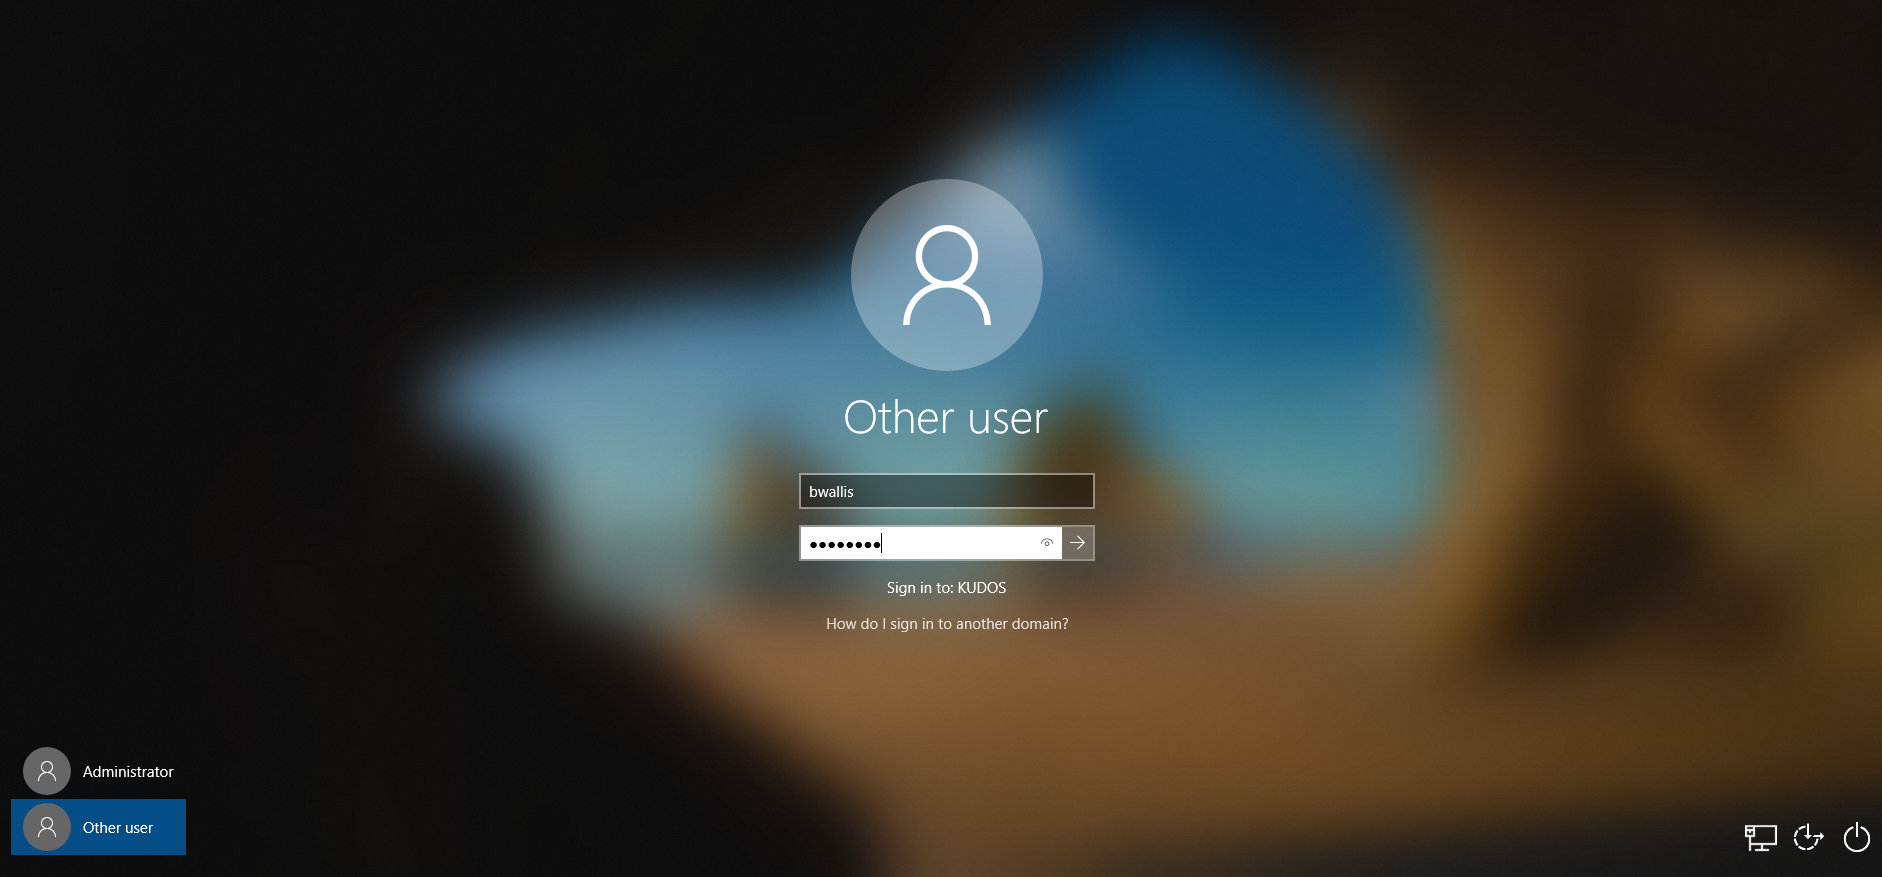 Other user
bwallis
Sign in to: KUDOS
How do I sign in to another domain?
Administrator
Other user